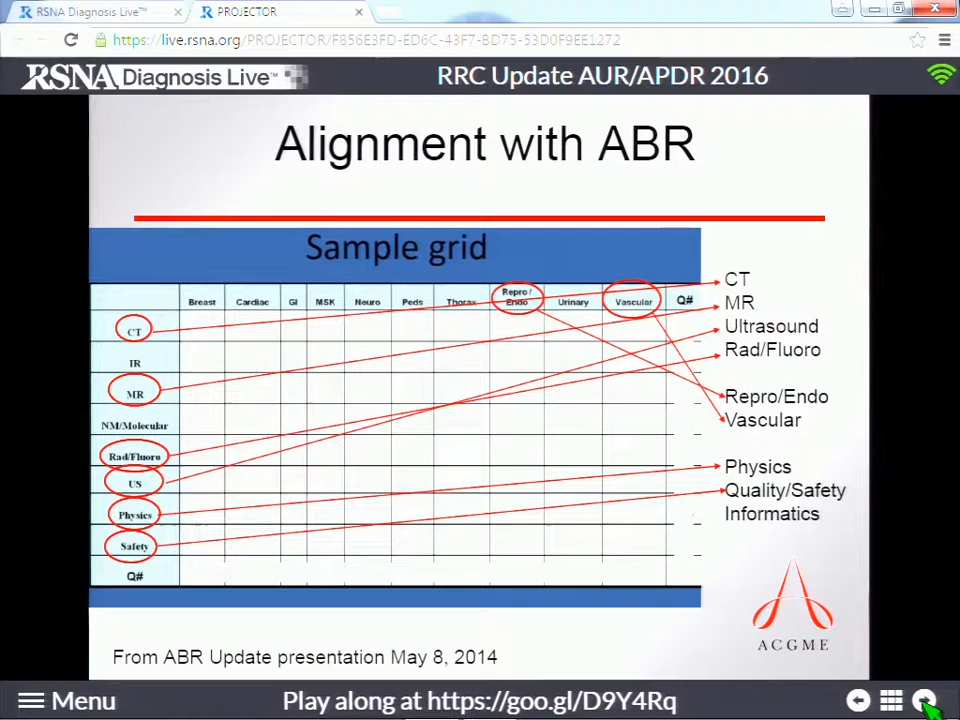 RSNA Diagnosis Live™
PROJECTOR
https://live.rsna.org/PROJECTOR/F856E3FD-ED6C-43F7-BD75-53D0F9EE1272
RSNA Diagnosis Live™
RRC Update AUR/APDR 2016
Alignment with ABR
Sample grid
Breast Cardiac GI MSK Neuro Peds Thorax Repro / Endo Urinary Vascular Q#
CT
IR
MR
NM/Molecular
Rad/Fluoro
US
Physics
Safety
Q#
CT
MR
Ultrasound
Rad/Fluoro
Repro/Endo
Vascular
Physics
Quality/Safety
Informatics
ACGME
From ABR Update presentation May 8, 2014
Menu
Play along at https://goo.gl/D9Y4Rq